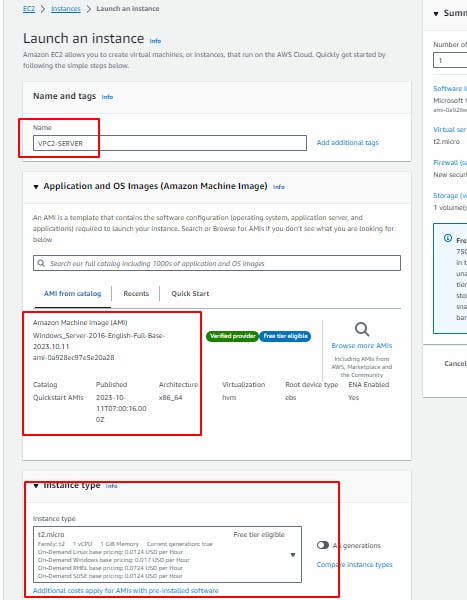 EC2 > Instances > Launch an instance
Launch an instance Info
Amazon EC2 allows you to create virtual machines, or instances, that run on the AWS Cloud. Quickly get started by
following the simple steps below.
Name and tags Info
Name
VPC2-SERVER
Add additional tags
Application and OS Images (Amazon Machine Image) Info
An AMI is a template that contains the software configuration (operating system, application server, and
applications) required to launch your instance. Search or Browse for AMIs if you don't see what you are looking for
below
Search our full catalog including 1000s of application and OS images
AMI from catalog Recents Quick Start
Amazon Machine Image (AMI)
Windows_Server-2016-English-Full-Base-
2023.10.11
ami-0a928ec97e5e20a28
Verified provider Free tier eligible
Browse more AMIs
Including AMIs from
AWS, Marketplace and
the Community
Catalog Published Architecture Virtualization Root device type ENA Enabled
Quickstart AMIs 2023-10-11T07:00:16.000Z x86_64 hvm ebs Yes
Instance type Info
Instance type
t2.micro Free tier eligible
Family: t2 1 vCPU 1 GiB Memory Current generation: true
On-Demand Linux base pricing: 0.0124 USD per Hour
On-Demand Windows base pricing: 0.017 USD per Hour
On-Demand RHEL base pricing: 0.0724 USD per Hour
On-Demand SUSE base pricing: 0.0124 USD per Hour
All generations
Compare instance types
Additional costs apply for AMIs with pre-installed software
Summ
Number of
1
Software I
Microsoft
ami-0a928e
Virtual ser
t2.micro
Firewall (s
New securi
Storage (v
1 volume(s
Fre
750
in t
una
tier
sto
sna
ban
Cancel